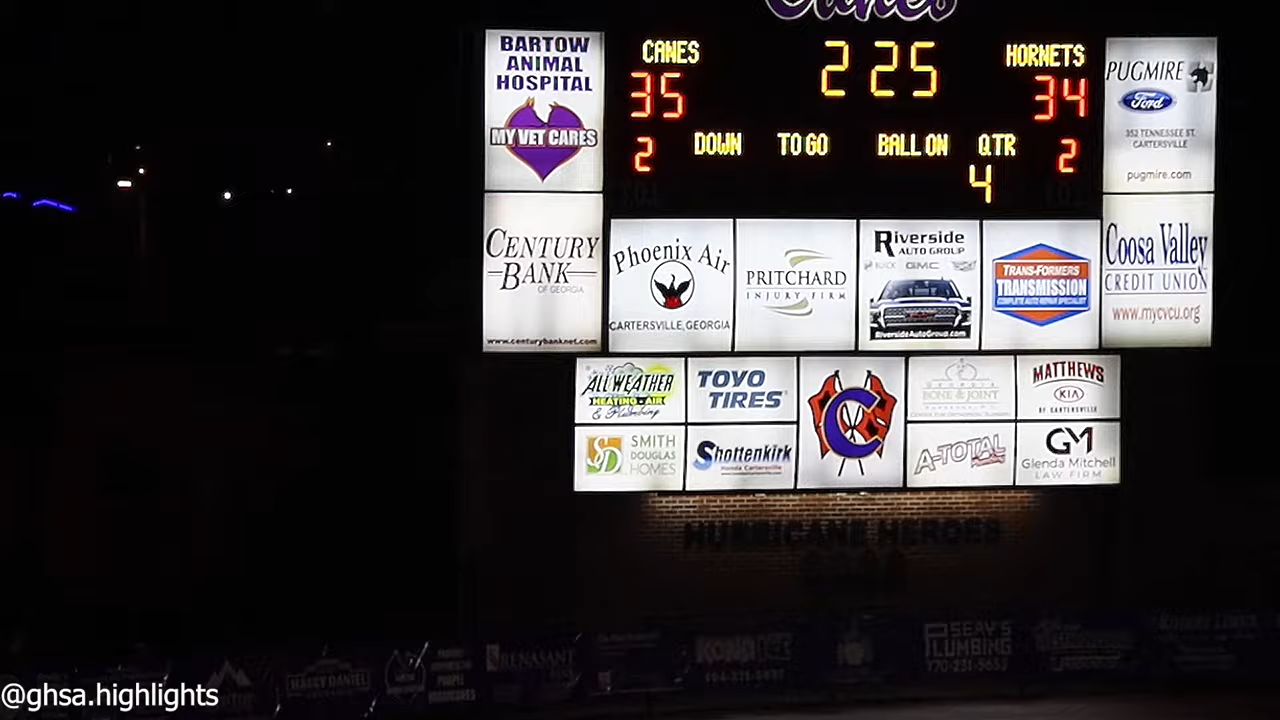 Canes
BARTOW
ANIMAL
HOSPITAL
MY VET CARES
CANES
35
2 25
HORNETS
34
2
DOWN
TO GO
BALL ON
QTR
4
2
PUGMIRE
Ford
352 TENNESSEE ST.
CARTERSVILLE
pugmire.com
CENTURY
BANK
OF GEORGIA
www.centurybanknet.com
Phoenix Air
CARTERSVILLE, GEORGIA
PRITCHARD
INJURY FIRM
Riverside
AUTO GROUP
BUICK GMC
RiversideAutoGroup.com
TRANS-FORMERS
TRANSMISSION
COMPLETE AUTO REPAIR SPECIALIST
Coosa Valley
CREDIT UNION
www.mycvcu.org
ALL WEATHER
HEATING & AIR
& Plumbing
TOYO
TIRES
C
GEORGIA
BONE & JOINT
MATTHEWS
KIA
OF CARTERSVILLE
SD
SMITH
DOUGLAS
HOMES
Shottenkirk
Honda Cartersville
A-TOTAL
GM
Glenda Mitchell
LAW FIRM
HURRICANE HEROES
RENASANT
SEAY'S
PLUMBING
770-231-5653
@ghsa.highlights